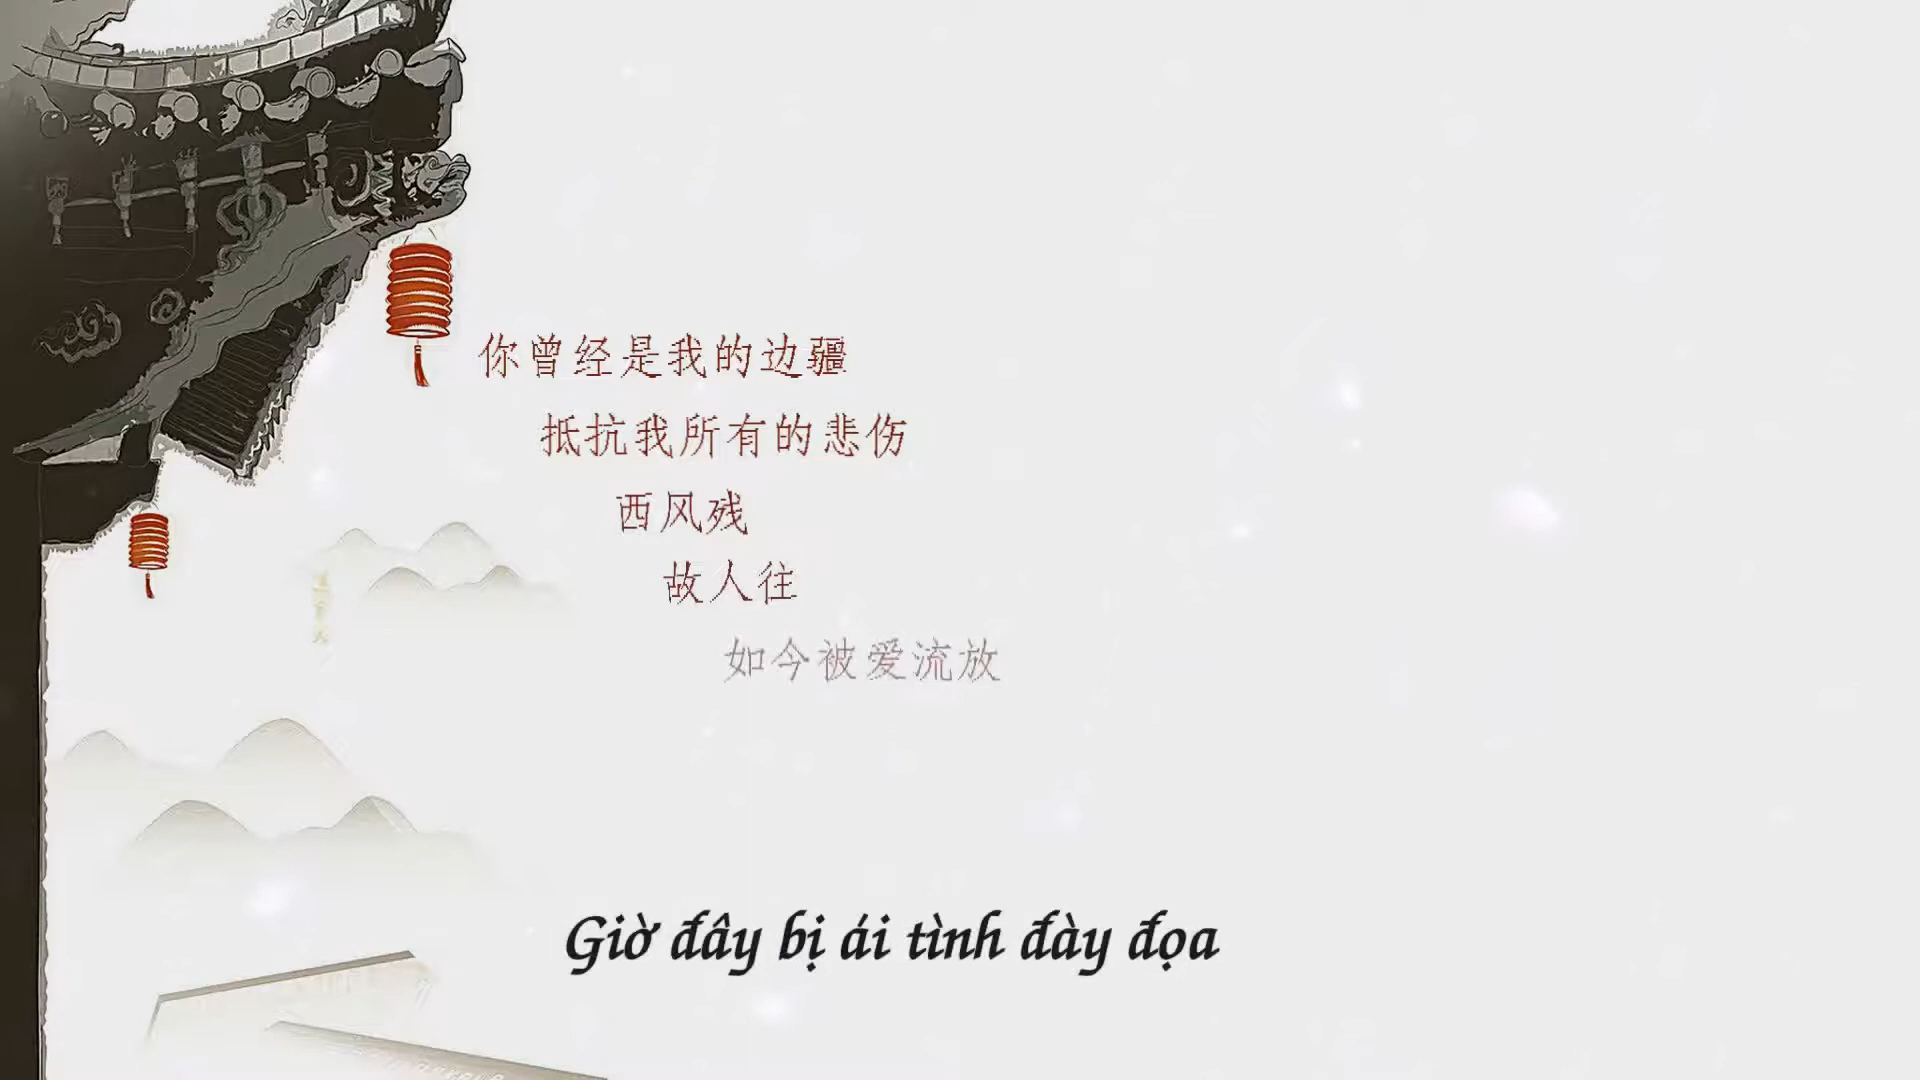 你曾经是我的边疆
抵抗我所有的悲伤
西风残
故人往
如今被爱流放
Giờ đây bị ái tình đày đọa